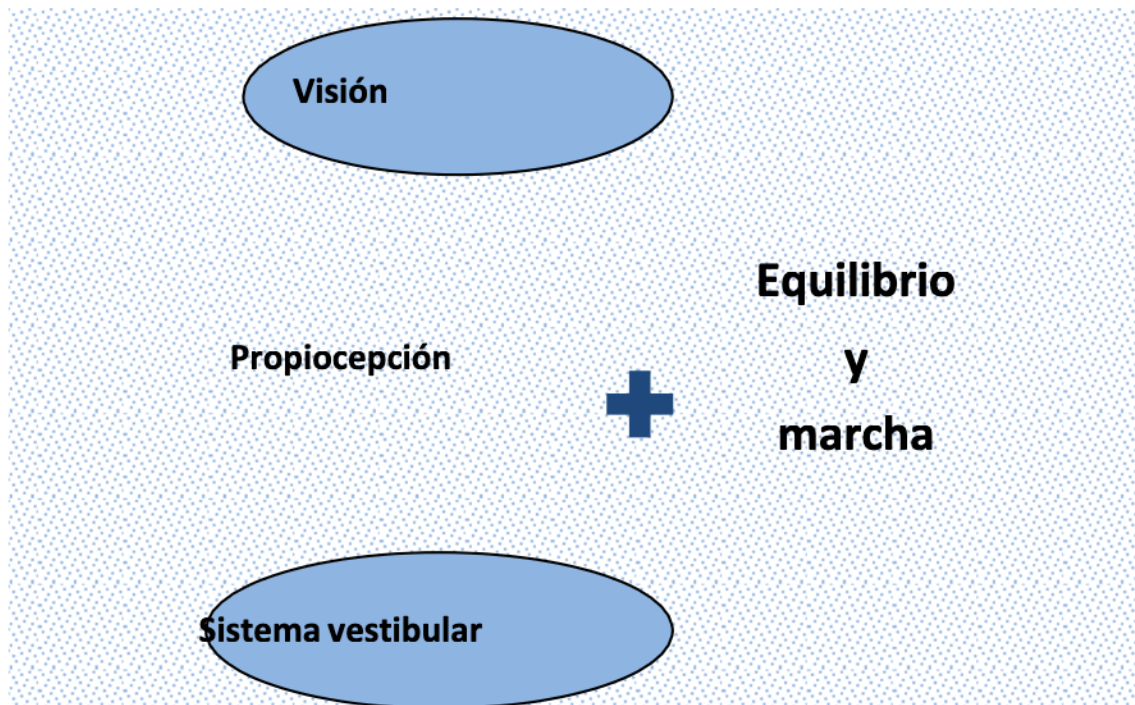 Visión
Propiocepción
Sistema vestibular
Equilibrio
y
marcha